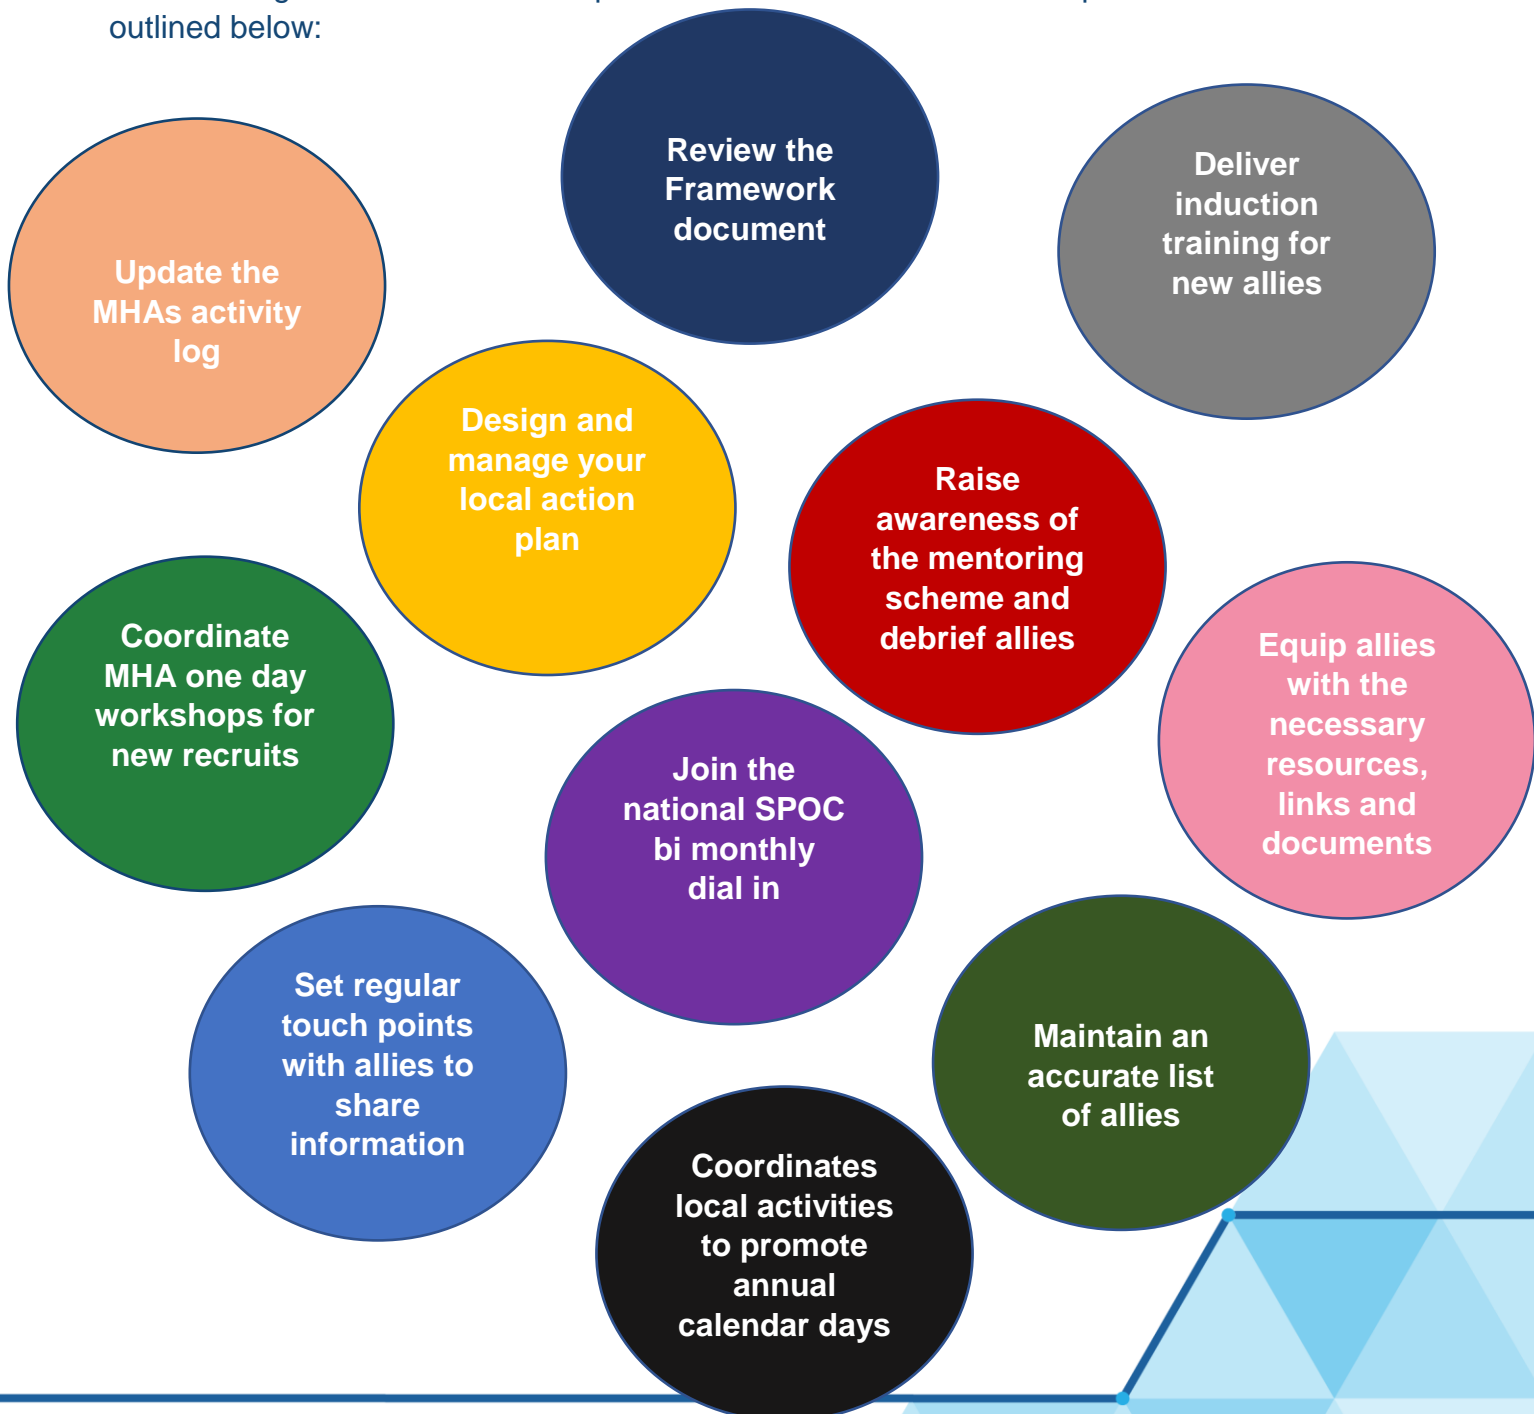 outlined below:
Review the
Framework
document
Deliver
induction
training for
new allies
Update the
MHAs activity
log
Design and
manage your
local action
plan
Raise
awareness of
the mentoring
scheme and
debrief allies
Coordinate
MHA one day
workshops for
new recruits
Equip allies
with the
necessary
resources,
links and
documents
Join the
national SPOC
bi monthly
dial in
Set regular
touch points
with allies to
share
information
Maintain an
accurate list
of allies
Coordinates
local activities
to promote
annual
calendar days